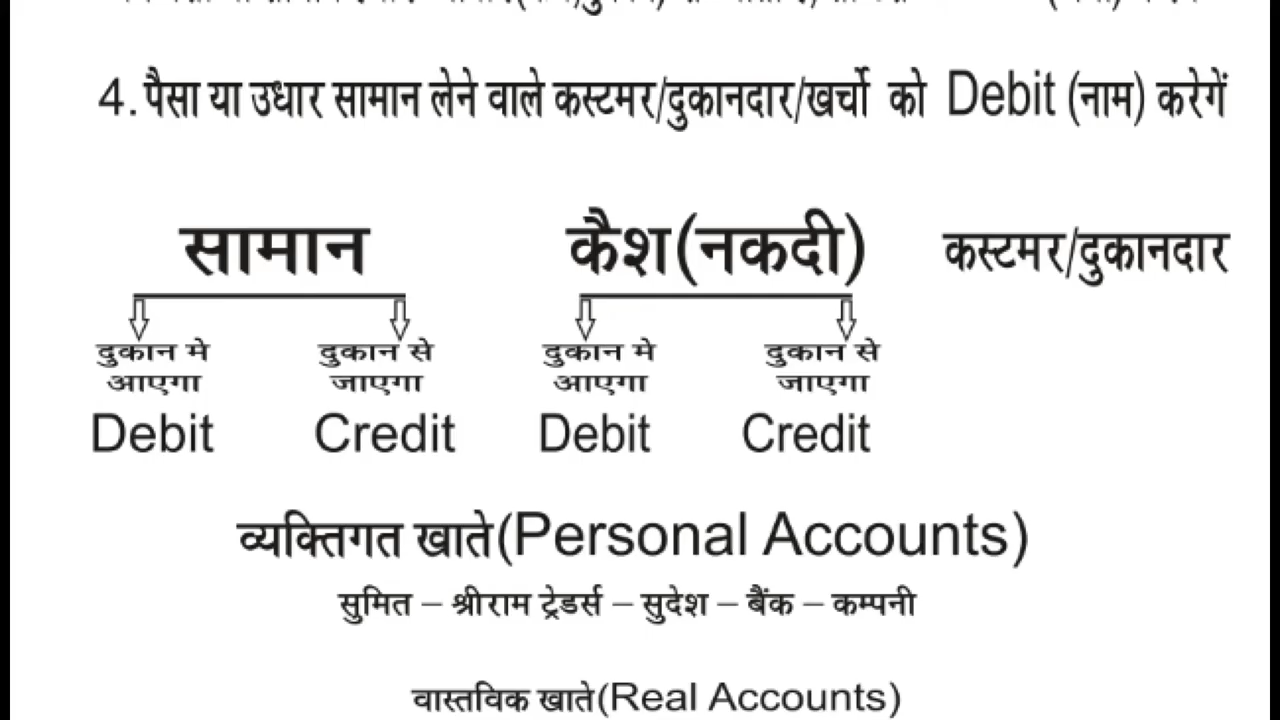 4. पैसा या उधार सामान लेने वाले कस्टमर/दुकानदार/खर्चो को Debit (नाम) करेगें
सामान कैश(नकदी) कस्टमर/दुकानदार
दुकान मे दुकान से दुकान मे दुकान से
आएगा जाएगा आएगा जाएगा
Debit Credit Debit Credit
व्यक्तिगत खाते(Personal Accounts)
सुमित – श्रीराम ट्रेडर्स – सुदेश – बैंक – कम्पनी
वास्तविक खाते(Real Accounts)